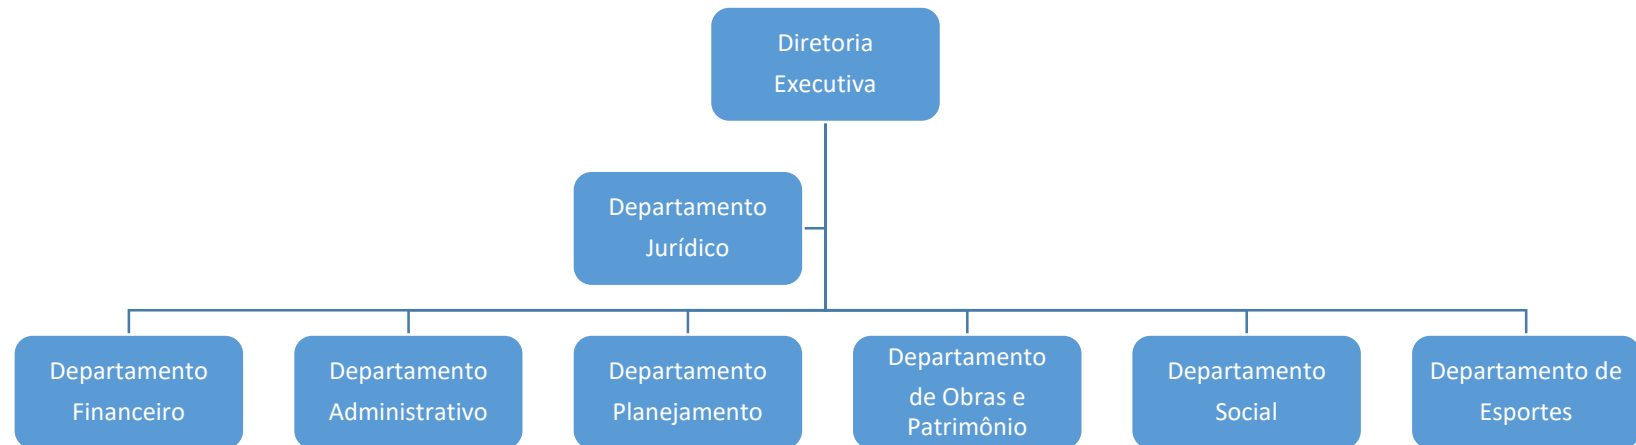 Diretoria
Executiva
Departamento
Jurídico
Departamento
Financeiro
Departamento
Administrativo
Departamento
Planejamento
Departamento
de Obras e
Patrimônio
Departamento
Social
Departamento de
Esportes